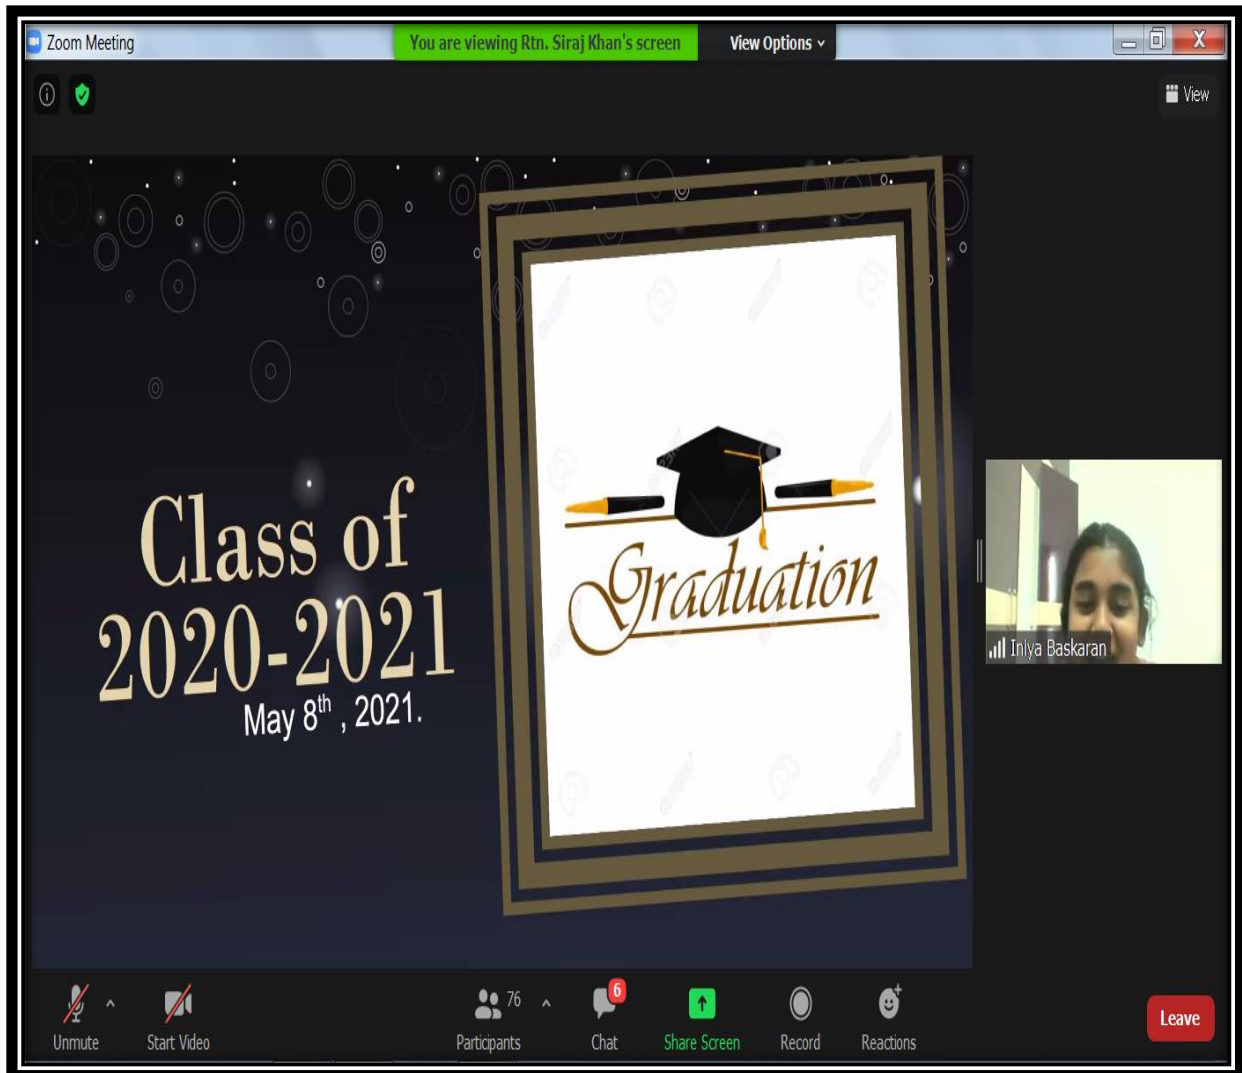 Zoom Meeting
You are viewing Rtn. Siraj Khan's screen
View Options
View
Class of
2020-2021
May 8th , 2021.
Graduation
Iniya Baskaran
76
6
Unmute
Start Video
Participants
Chat
Share Screen
Record
Reactions
Leave